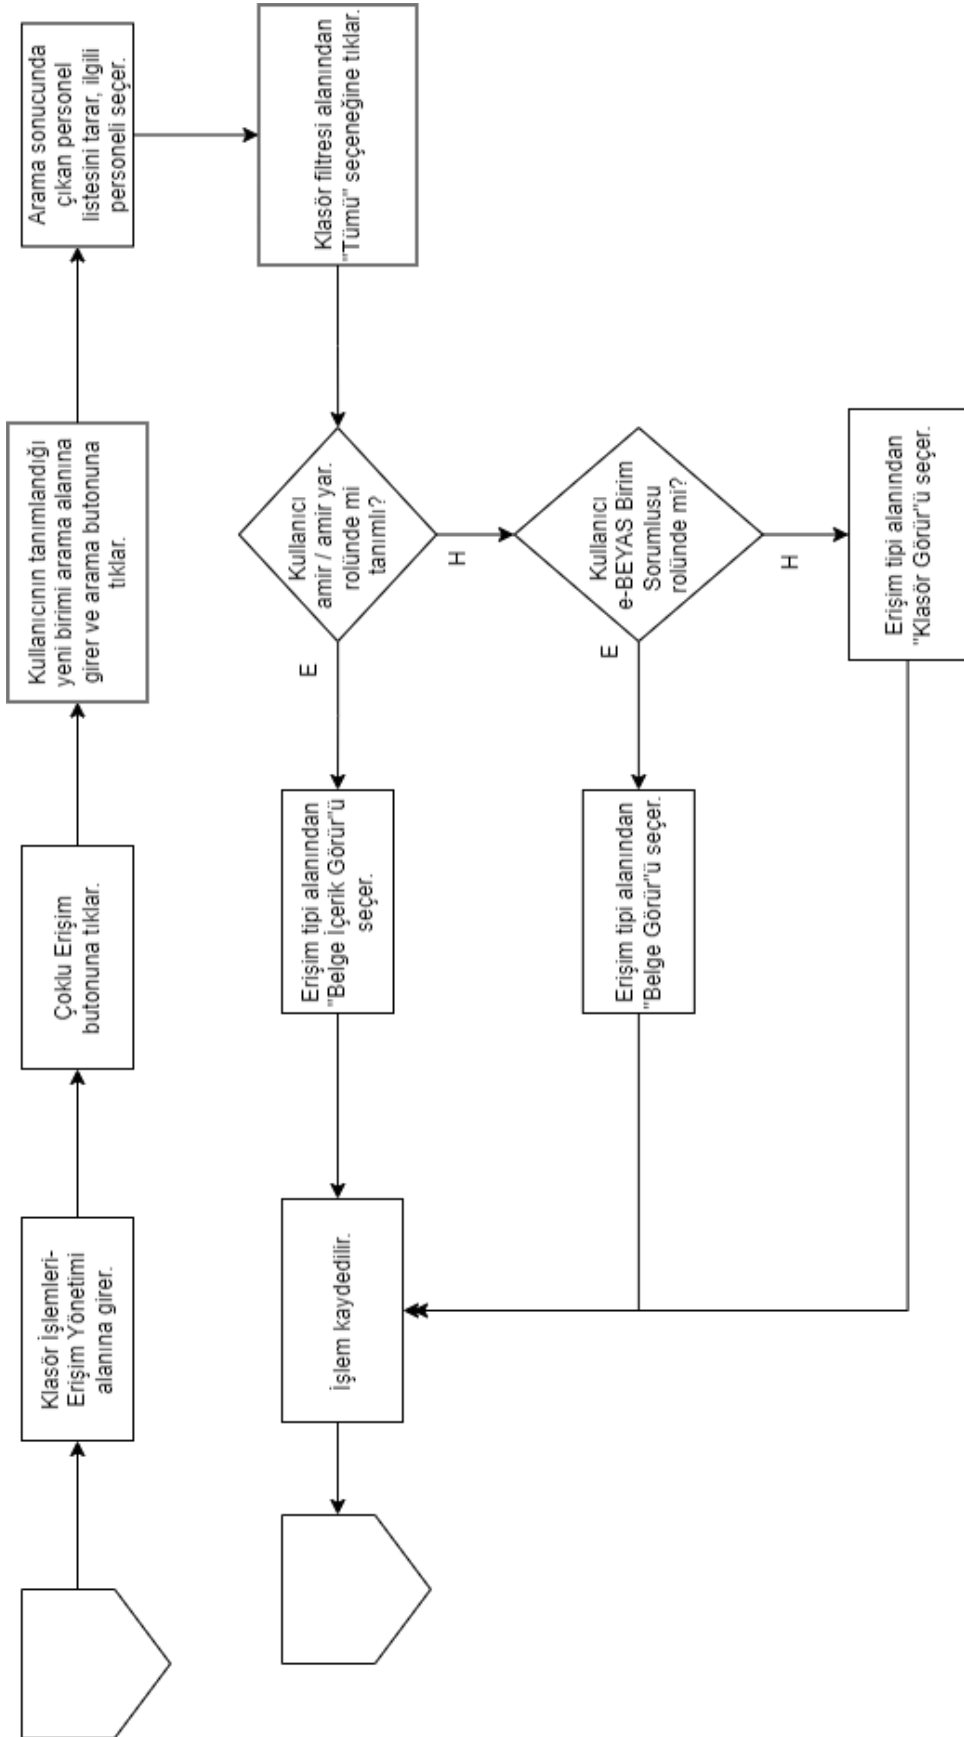 Klasör İşlemleri-
Erişim Yönetimi
alanına girer.
Çoklu Erişim
butonuna tıklar.
Kullanıcının tanımlandığı
yeni birimi arama alanına
girer ve arama butonuna
tıklar.
Arama sonucunda
çıkan personel
listesini tarar, ilgili
personeli seçer.
Klasör filtresi alanından
"Tümü" seçeneğine tıklar.
Kullanıcı
amir / amir yar.
rolünde mi
tanımlı?
E
H
Erişim tipi alanından
"Belge İçerik Görür"ü
seçer.
Kullanıcı
e-BEYAS Birim
Sorumlusu
rolünde mi?
E
H
Erişim tipi alanından
"Belge Görür"ü seçer.
Erişim tipi alanından
"Klasör Görür"ü seçer.
İşlem kaydedilir.